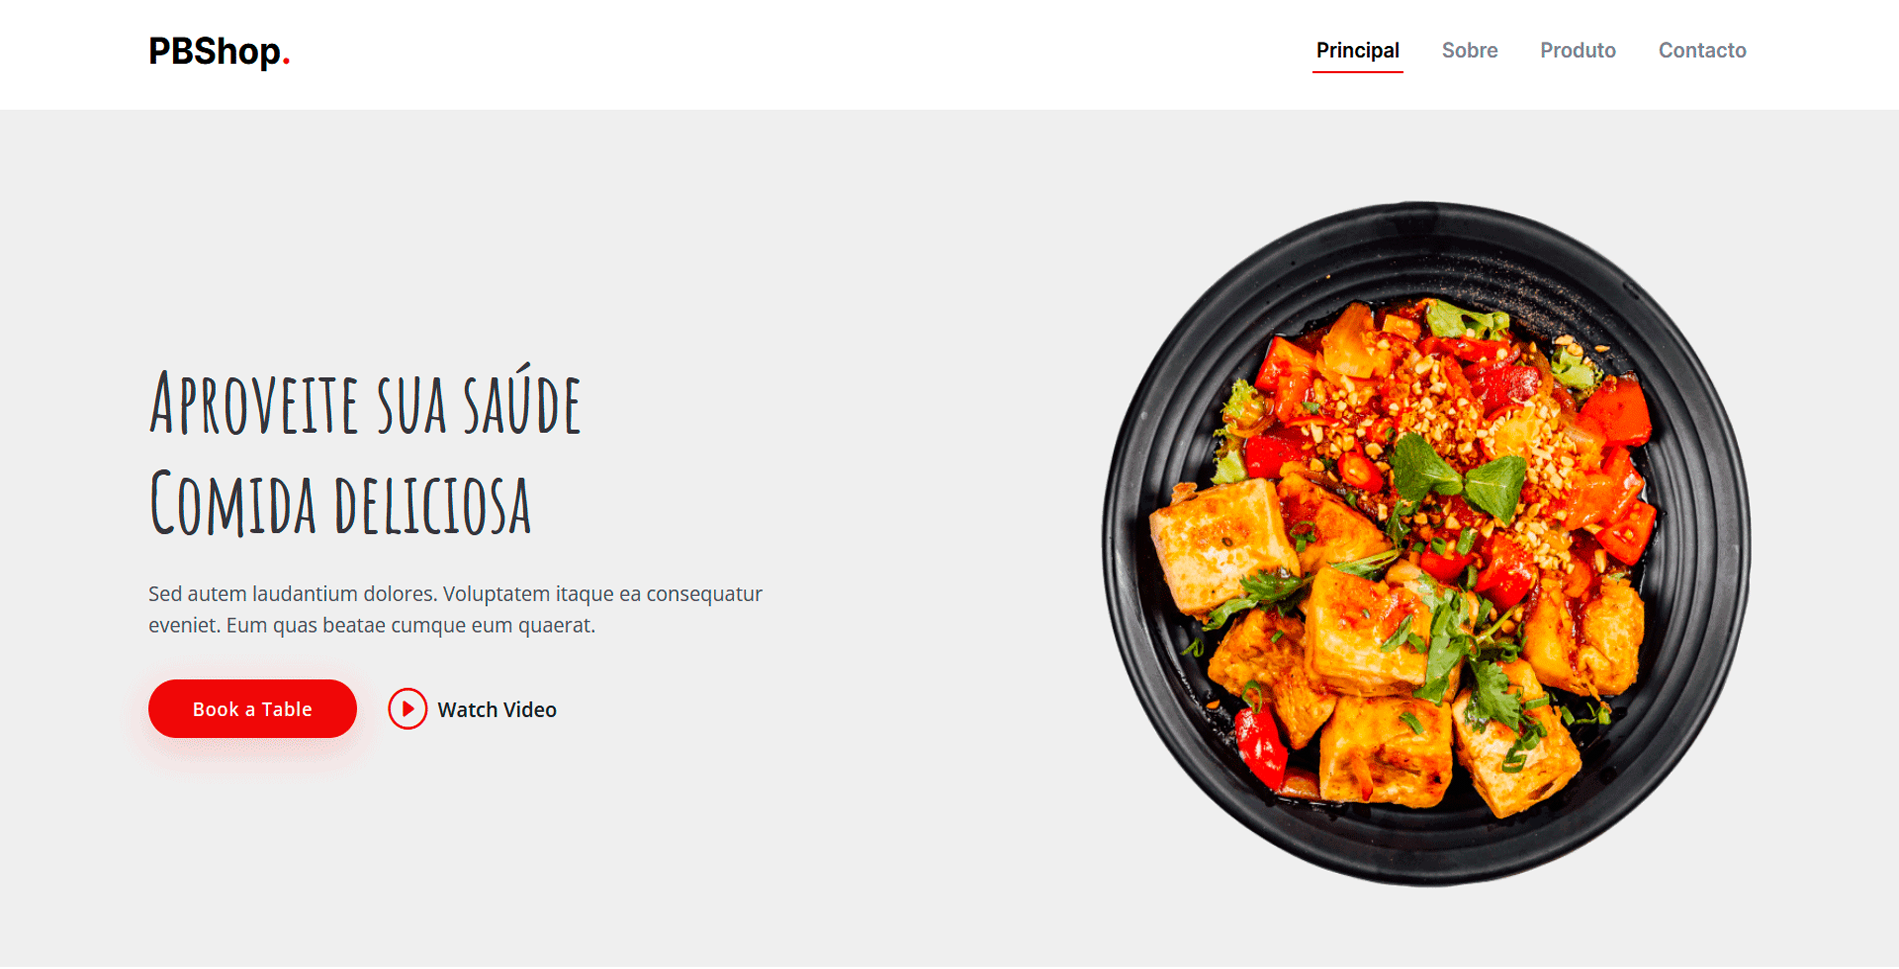 PBShop.
Principal Sobre Produto Contacto
Aproveite sua saúde
Comida deliciosa
Sed autem laudantium dolores. Voluptatem itaque ea consequatur
eveniet. Eum quas beatae cumque eum quaerat.
Book a Table Watch Video